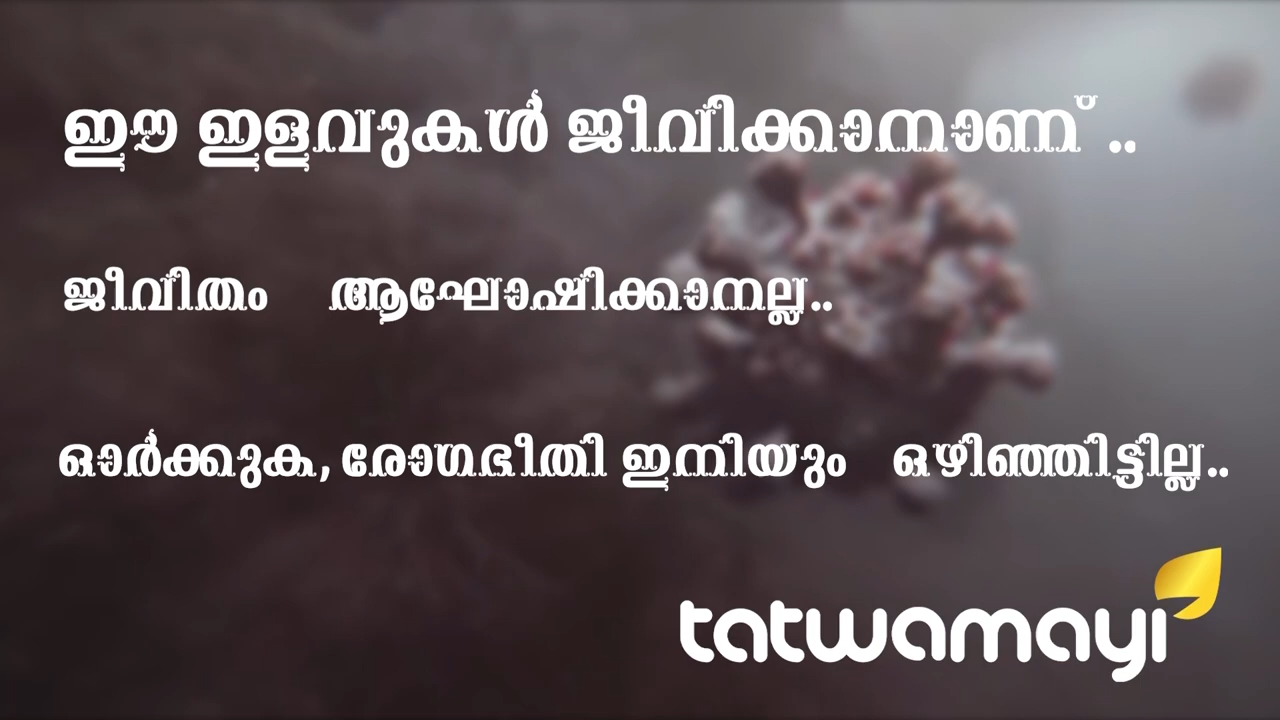 ഈ ഇളവുകൾ ജീവിക്കാനാണ് ..
ജീവിതം ആഘോഷിക്കാനല്ല..
ഓർക്കുക, രോഗഭീതി ഇനിയും ഒഴിഞ്ഞിട്ടില്ല..
tatwamayi